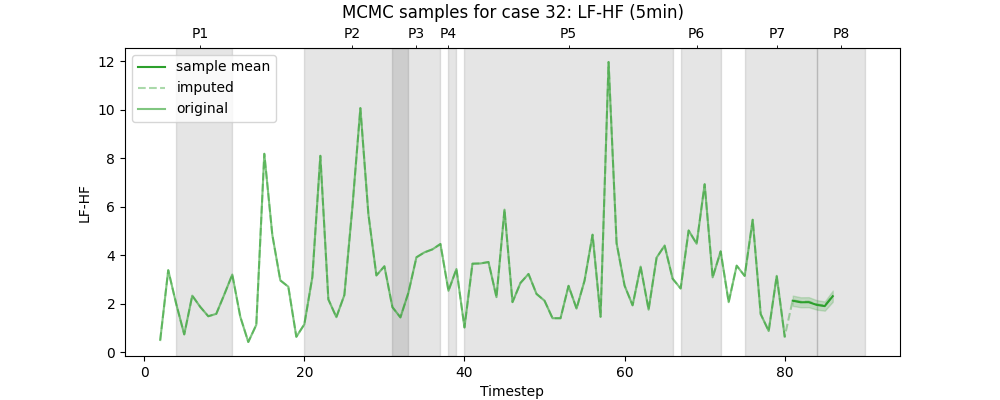 MCMC samples for case 32: LF-HF (5min)
P1 P2 P3 P4 P5 P6 P7 P8
sample mean
imputed
original
LF-HF
12
10
8
6
4
2
0
0 20 40 60 80
Timestep